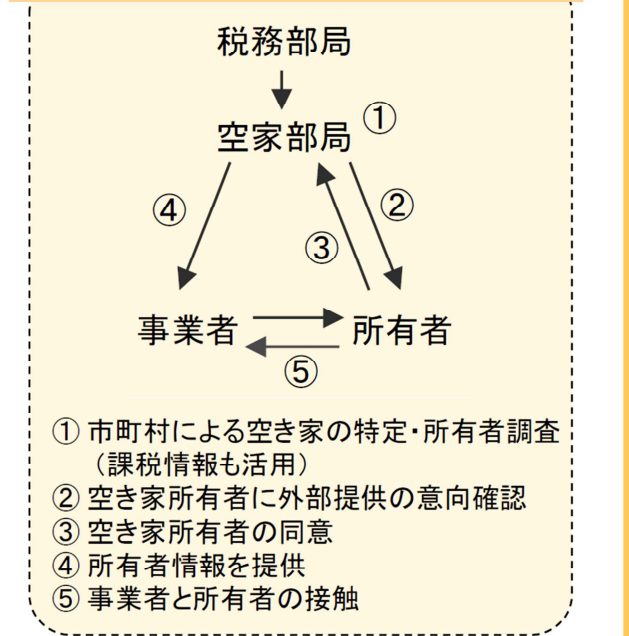 税務部局
空家部局 ①
④ ②
③
事業者 所有者
⑤
① 市町村による空き家の特定・所有者調査
（課税情報も活用）
② 空き家所有者に外部提供の意向確認
③ 空き家所有者の同意
④ 所有者情報を提供
⑤ 事業者と所有者の接触